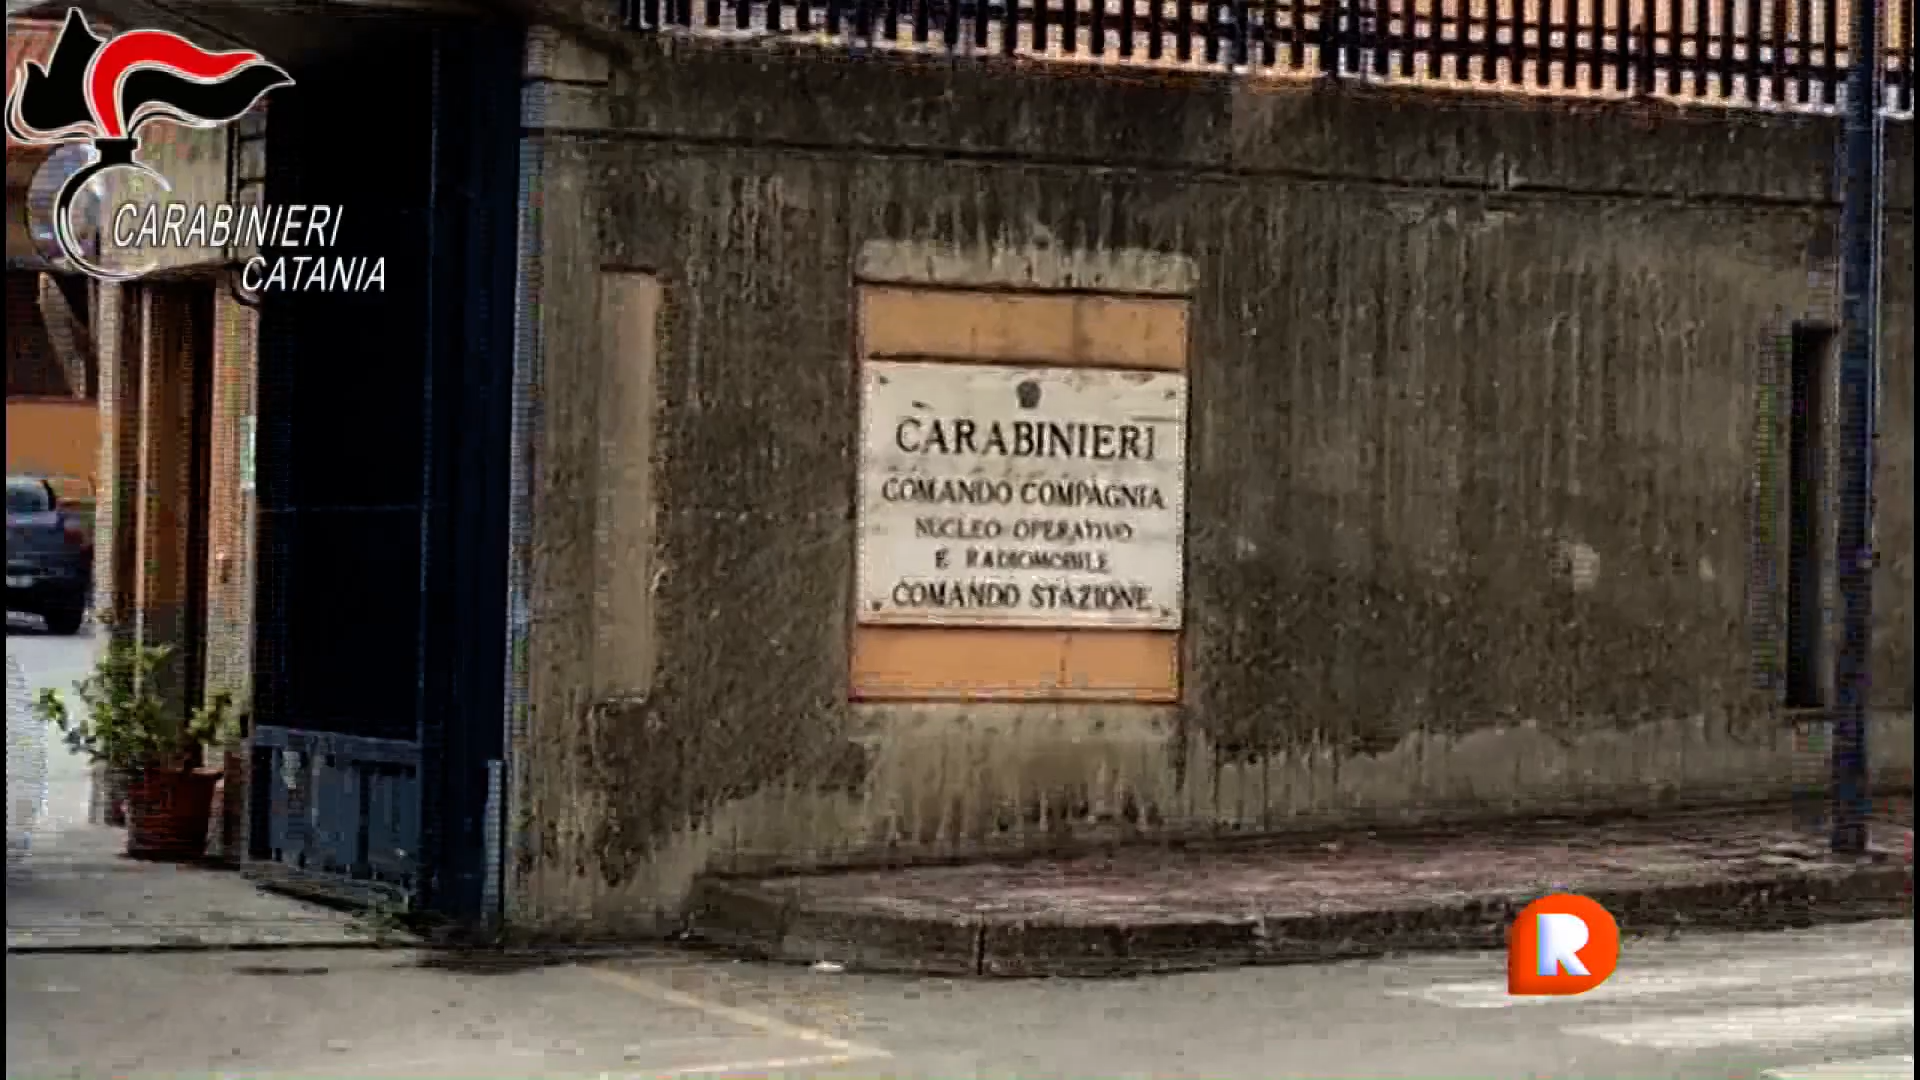 CARABINIERI
CATANIA
CARABINIERI
COMANDO COMPAGNIA
NUCLEO OPERATIVO
E RADIOMOBILE
COMANDO STAZIONE
R